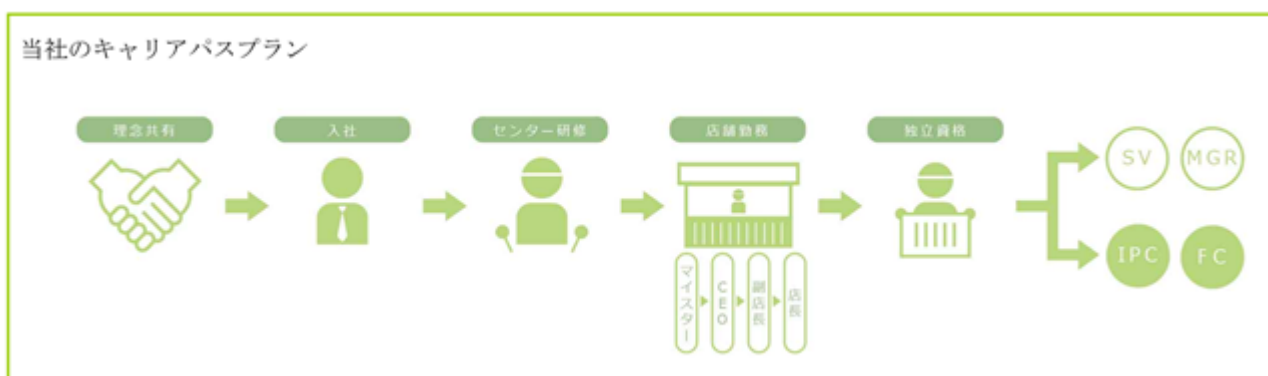 当社のキャリアパスプラン
理念共有
入社
センター研修
店舗勤務
独立資格
SV
MGR
IPC
FC
マイスター
CEO
副店長
店長